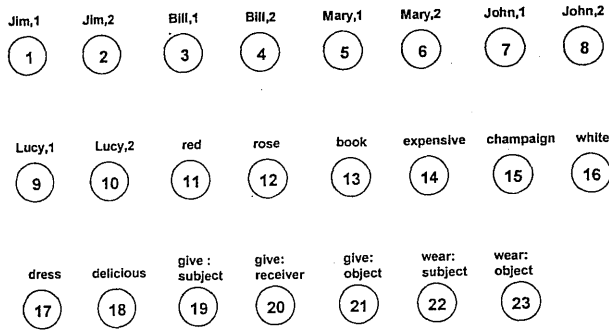 Jim,1 Jim,2 Bill,1 Bill,2 Mary,1 Mary,2 John,1 John,2
1 2 3 4 5 6 7 8
Lucy,1 Lucy,2 red rose book expensive champaign white
9 10 11 12 13 14 15 16
dress delicious give : subject give: receiver give: object wear: subject wear: object
17 18 19 20 21 22 23